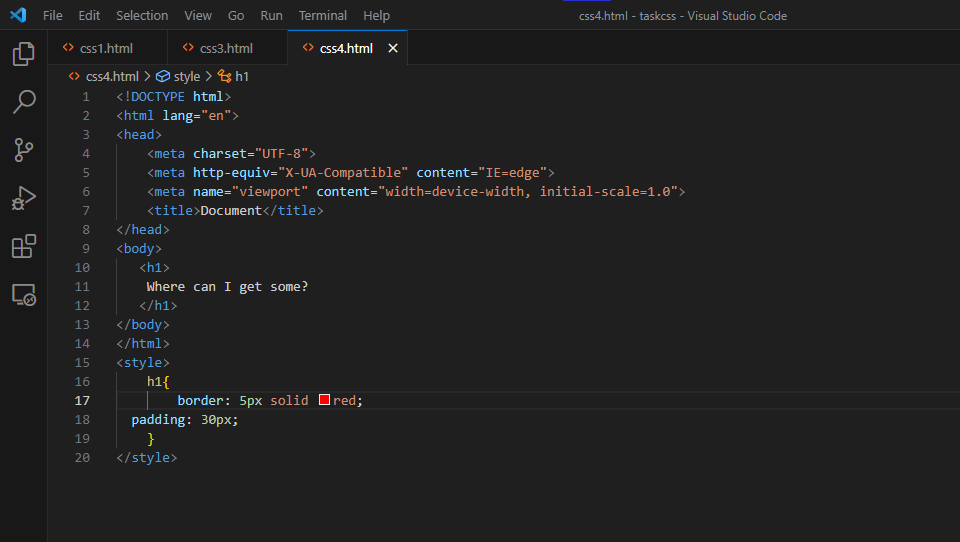 File Edit Selection View Go Run Terminal Help css4.html - taskcss - Visual Studio Code
css1.html css3.html css4.html
css4.html > style > h1
1 <!DOCTYPE html>
2 <html lang="en">
3 <head>
4     <meta charset="UTF-8">
5     <meta http-equiv="X-UA-Compatible" content="IE=edge">
6     <meta name="viewport" content="width=device-width, initial-scale=1.0">
7     <title>Document</title>
8 </head>
9 <body>
10    <h1>
11     Where can I get some?
12    </h1>
13 </body>
14 </html>
15 <style>
16     h1{
17         border: 5px solid red;
18   padding: 30px;
19     }
20 </style>